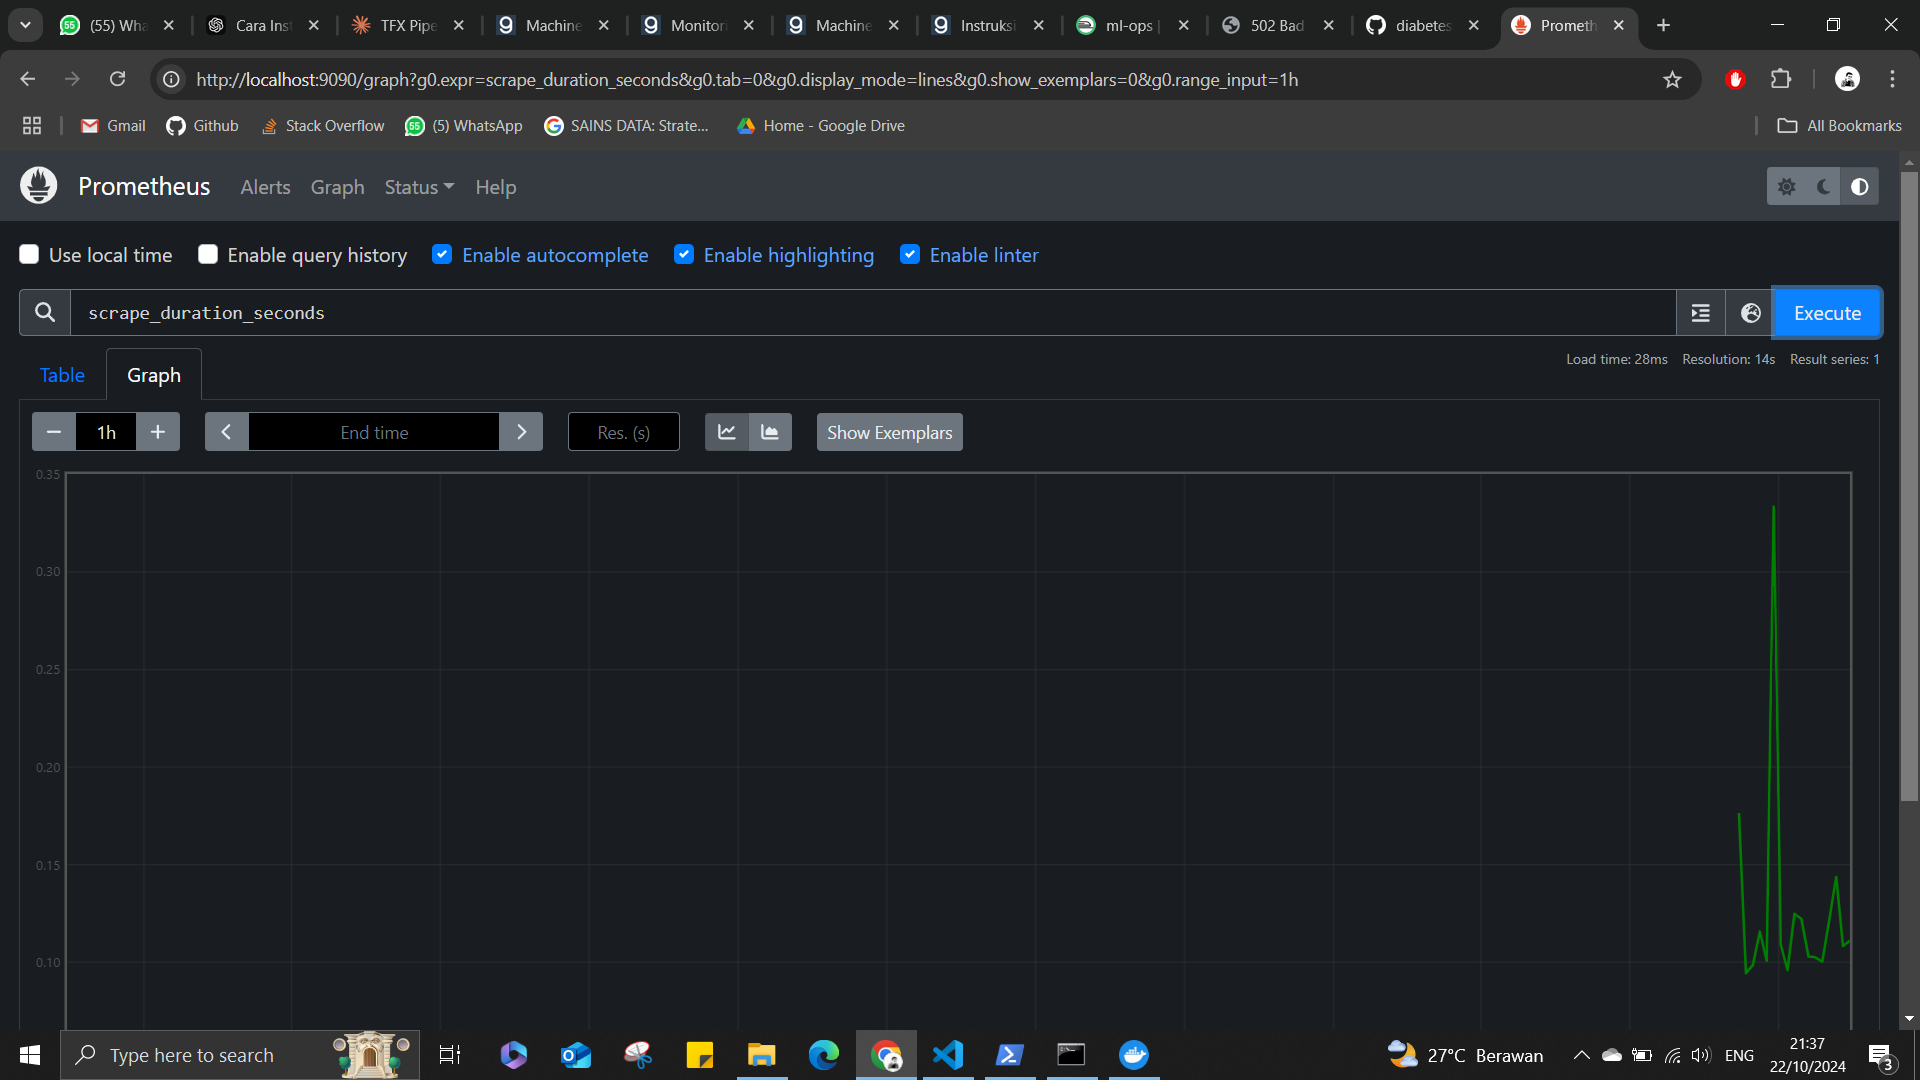 (55) Wha
Cara Inst
TFX Pipe
Machine
Monitori
Machine
Instruksi
ml-ops |
502 Bad
diabetes
Prometh
http://localhost:9090/graph?g0.expr=scrape_duration_seconds&g0.tab=0&g0.display_mode=lines&g0.show_exemplars=0&g0.range_input=1h
Gmail
Github
Stack Overflow
55
(5) WhatsApp
SAINS DATA: Strate...
Home - Google Drive
All Bookmarks
Prometheus
Alerts
Graph
Status
Help
Use local time
Enable query history
Enable autocomplete
Enable highlighting
Enable linter
scrape_duration_seconds
Execute
Table
Graph
Load time: 28ms
Resolution: 14s
Result series: 1
1h
End time
Res. (s)
Show Exemplars
0.35
0.30
0.25
0.20
0.15
0.10
Type here to search
27°C Berawan
ENG
21:37
22/10/2024
3